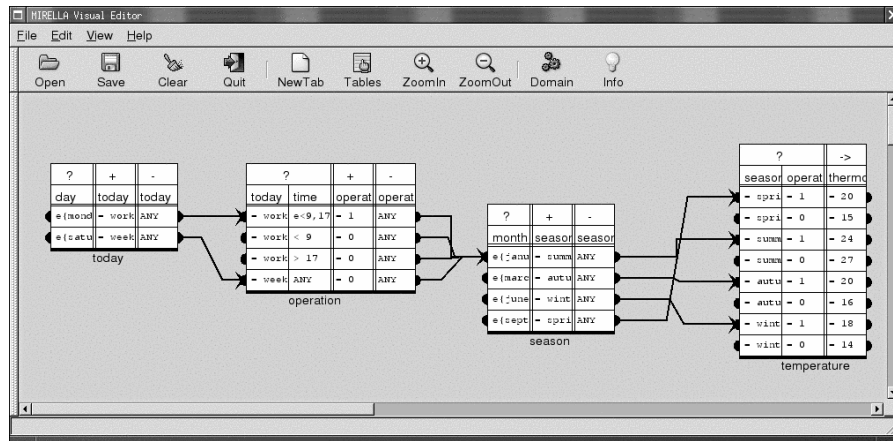 MIRELLA Visual Editor
File Edit View Help
Open Save Clear Quit NewTab Tables ZoomIn ZoomOut Domain Info
? + -
day today today
e{mond = work ANY
e{satu = week ANY
today
? + -
today time operat operat
= work e<9,17 = 1 ANY
= work < 9 = 0 ANY
= work > 17 = 0 ANY
= week ANY = 0 ANY
operation
? + -
month seasor seasor
e{janu = summ ANY
e{marc = autu ANY
e{june = wint ANY
e{sept = spri ANY
season
? ->
seasor operat thermo
= spri = 1 = 20
= spri = 0 = 15
= summ = 1 = 24
= summ = 0 = 27
= autu = 1 = 20
= autu = 0 = 16
= wint = 1 = 18
= wint = 0 = 14
temperature